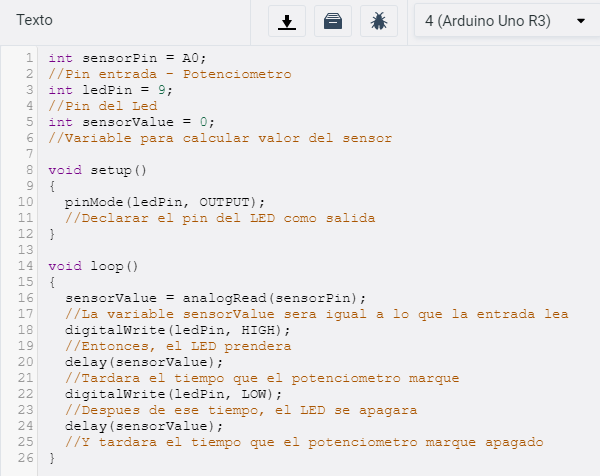 Texto
4 (Arduino Uno R3)
1 int sensorPin = A0;
2 //Pin entrada - Potenciometro
3 int ledPin = 9;
4 //Pin del Led
5 int sensorValue = 0;
6 //Variable para calcular valor del sensor
7
8 void setup()
9 {
10   pinMode(ledPin, OUTPUT);
11   //Declarar el pin del LED como salida
12 }
13
14 void loop()
15 {
16   sensorValue = analogRead(sensorPin);
17   //La variable sensorValue sera igual a lo que la entrada lea
18   digitalWrite(ledPin, HIGH);
19   //Entonces, el LED prendera
20   delay(sensorValue);
21   //Tardara el tiempo que el potenciometro marque
22   digitalWrite(ledPin, LOW);
23   //Despues de ese tiempo, el LED se apagara
24   delay(sensorValue);
25   //Y tardara el tiempo que el potenciometro marque apagado
26 }